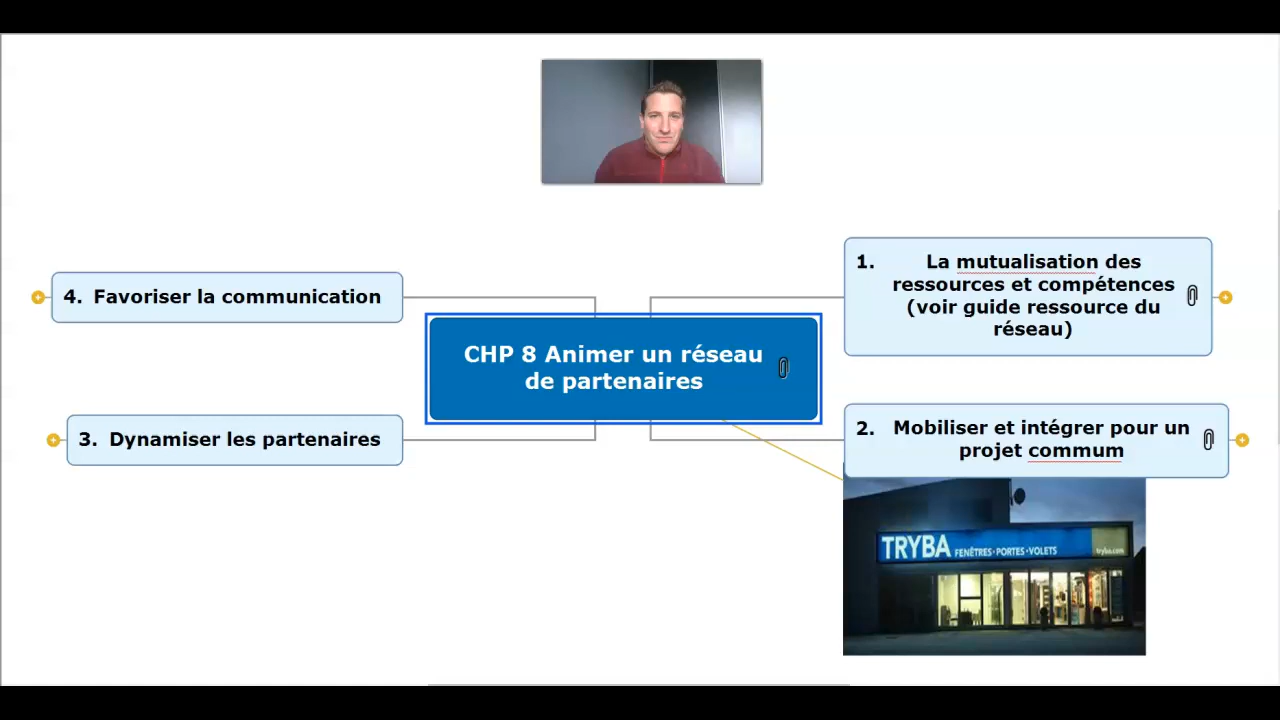 1. La mutualisation des
ressources et compétences
(voir guide ressource du
réseau)
4. Favoriser la communication
CHP 8 Animer un réseau
de partenaires
2. Mobiliser et intégrer pour un
projet commum
3. Dynamiser les partenaires
TRYBA FENÊTRES·PORTES·VOLETS tryba.com